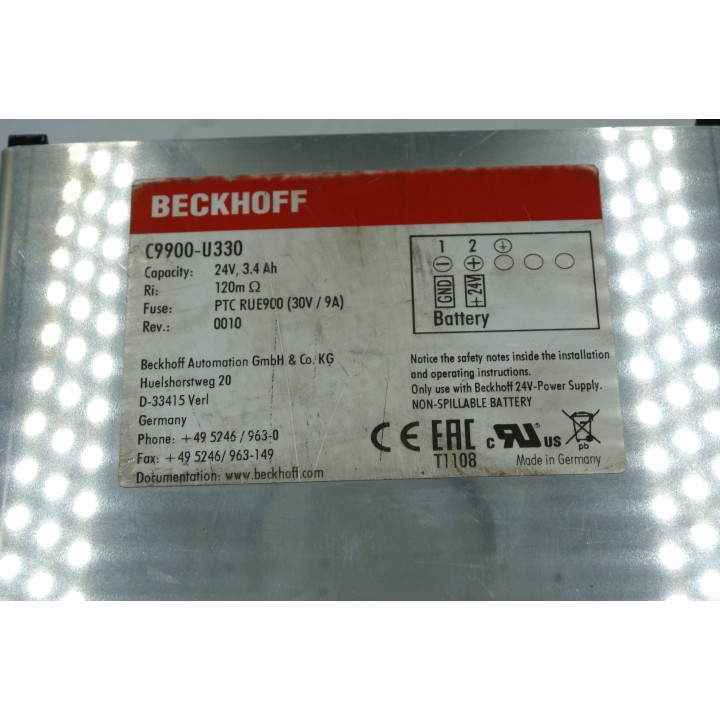 BECKHOFF
C9900-U330
Capacity: 24V, 3.4 Ah
Ri: 120m Ω
Fuse: PTC RUE900 (30V / 9A)
Rev.: 0010
1 2
GND +24V
Battery
Beckhoff Automation GmbH & Co. KG
Huelshorstweg 20
D-33415 Verl
Germany
Phone: +49 5246 / 963-0
Fax: +49 5246/ 963-149
Documentation: www.beckhoff.com
Notice the safety notes inside the installation
and operating instructions.
Only use with Beckhoff 24V-Power Supply.
NON-SPILLABLE BATTERY
CE EAC c RU US Pb
T1108 Made in Germany